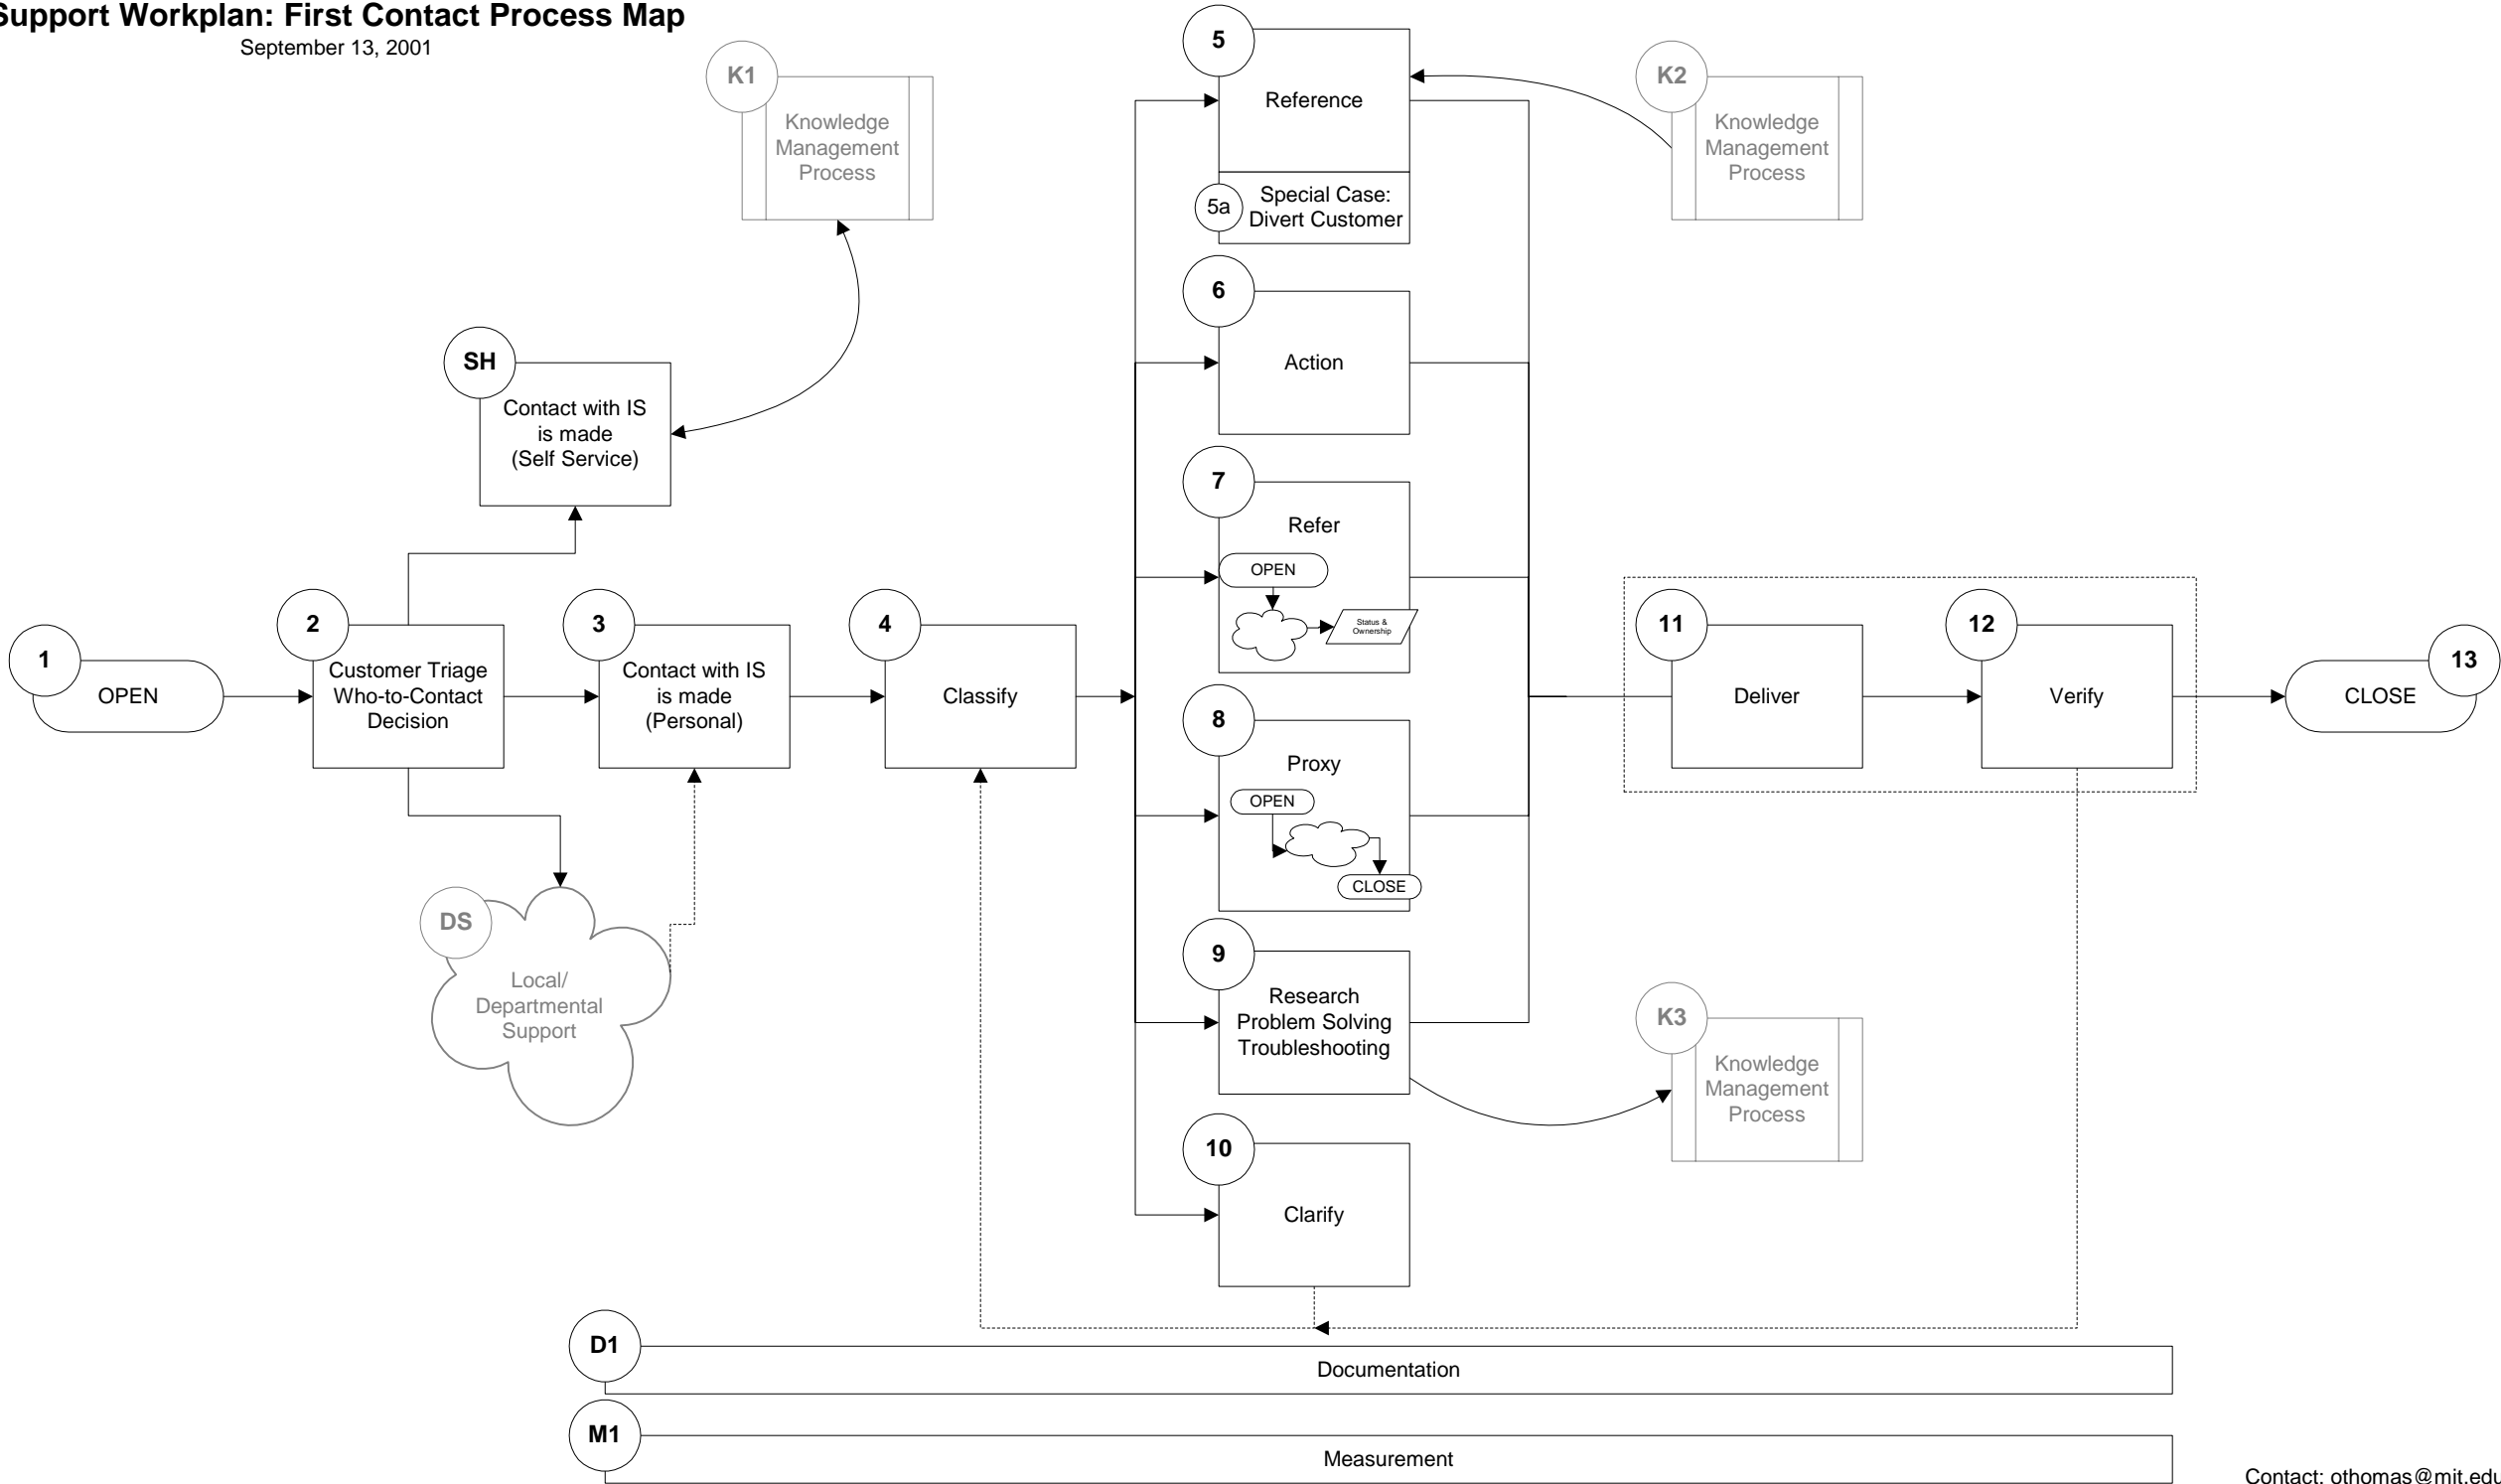 Support Workplan: First Contact Process Map
September 13, 2001
K1
Knowledge
Management
Process
5
Reference
5a
Special Case:
Divert Customer
K2
Knowledge
Management
Process
6
Action
SH
Contact with IS
is made
(Self Service)
7
Refer
OPEN
Status &
Ownership
1
OPEN
2
Customer Triage
Who-to-Contact
Decision
3
Contact with IS
is made
(Personal)
4
Classify
8
Proxy
OPEN
CLOSE
11
Deliver
12
Verify
13
CLOSE
DS
Local/
Departmental
Support
9
Research
Problem Solving
Troubleshooting
K3
Knowledge
Management
Process
10
Clarify
D1
Documentation
M1
Measurement
Contact: othomas@mit.edu